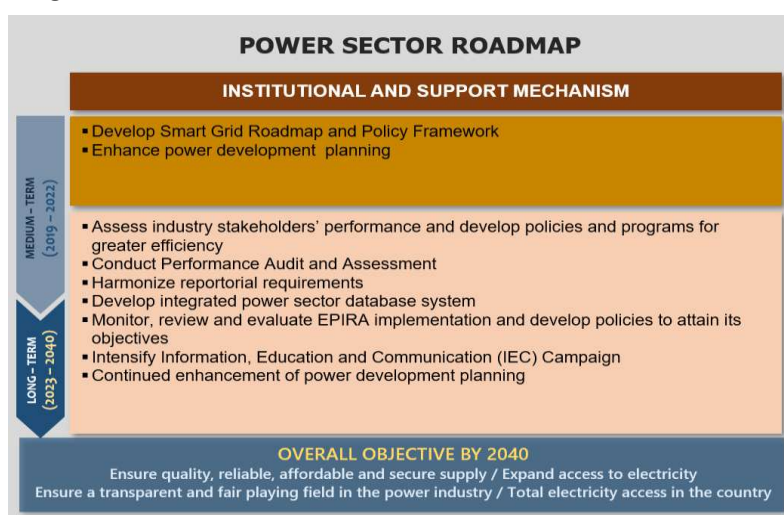 POWER SECTOR ROADMAP
INSTITUTIONAL AND SUPPORT MECHANISM
MEDIUM – TERM
(2019 – 2022)
▪ Develop Smart Grid Roadmap and Policy Framework
▪ Enhance power development planning
▪ Assess industry stakeholders’ performance and develop policies and programs for
greater efficiency
▪ Conduct Performance Audit and Assessment
▪ Harmonize reportorial requirements
▪ Develop integrated power sector database system
▪ Monitor, review and evaluate EPIRA implementation and develop policies to attain its
objectives
▪ Intensify Information, Education and Communication (IEC) Campaign
▪ Continued enhancement of power development planning
LONG – TERM
(2023 – 2040)
OVERALL OBJECTIVE BY 2040
Ensure quality, reliable, affordable and secure supply / Expand access to electricity
Ensure a transparent and fair playing field in the power industry / Total electricity access in the country